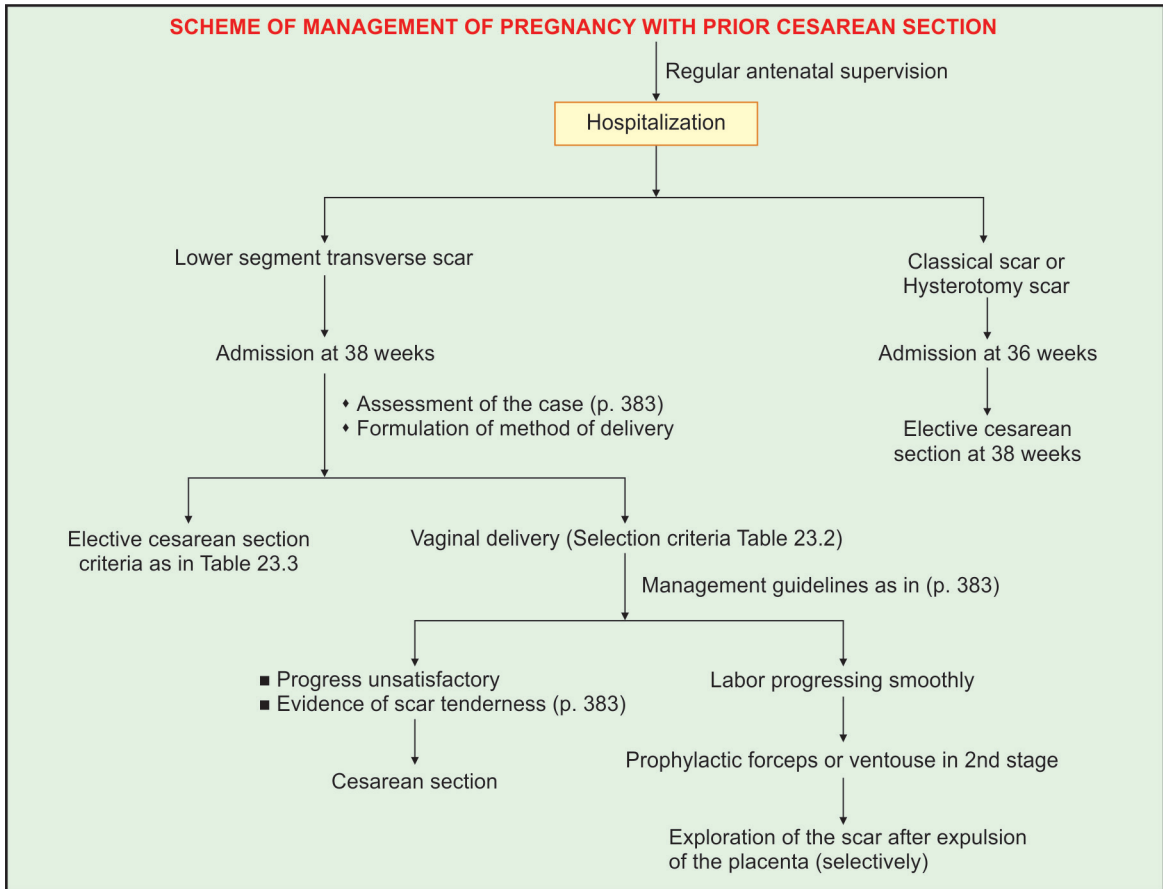 SCHEME OF MANAGEMENT OF PREGNANCY WITH PRIOR CESAREAN SECTION
Regular antenatal supervision
Hospitalization
Lower segment transverse scar
Classical scar or
Hysterotomy scar
Admission at 38 weeks
Admission at 36 weeks
♦ Assessment of the case (p. 383)
♦ Formulation of method of delivery
Elective cesarean
section at 38 weeks
Elective cesarean section
criteria as in Table 23.3
Vaginal delivery (Selection criteria Table 23.2)
Management guidelines as in (p. 383)
■ Progress unsatisfactory
■ Evidence of scar tenderness (p. 383)
Labor progressing smoothly
Cesarean section
Prophylactic forceps or ventouse in 2nd stage
Exploration of the scar after expulsion
of the placenta (selectively)